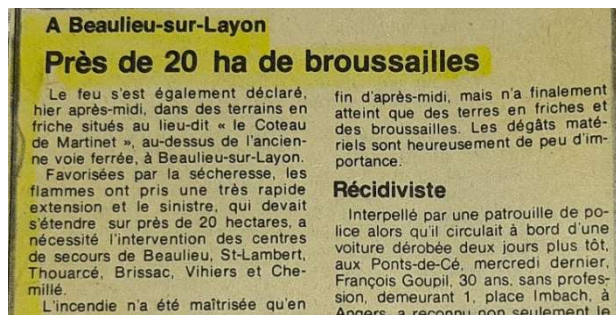 A Beaulieu-sur-Layon
Près de 20 ha de broussailles
Le feu s'est également déclaré,
hier après-midi, dans des terrains en
friche situés au lieu-dit « le Coteau
de Martinet », au-dessus de l'ancien-
ne voie ferrée, à Beaulieu-sur-Layon.
Favorisées par la sécheresse, les
flammes ont pris une très rapide
extension et le sinistre, qui devait
s'étendre sur près de 20 hectares, a
nécessité l'intervention des centres
de secours de Beaulieu, St-Lambert,
Thouarcé, Brissac, Vihiers et Che-
millé.
L'incendie n'a été maîtrisée qu'en
fin d'après-midi, mais n'a finalement
atteint que des terres en friches et
des broussailles. Les dégâts maté-
riels sont heureusement de peu d'im-
portance.
Récidiviste
Interpellé par une patrouille de po-
lice alors qu'il circulait à bord d'une
voiture dérobée deux jours plus tôt,
aux Ponts-de-Cé, mercredi dernier,
François Goupil, 30 ans, sans profes-
sion, demeurant 1, place Imbach, à
Angers, a reconnu non seulement le